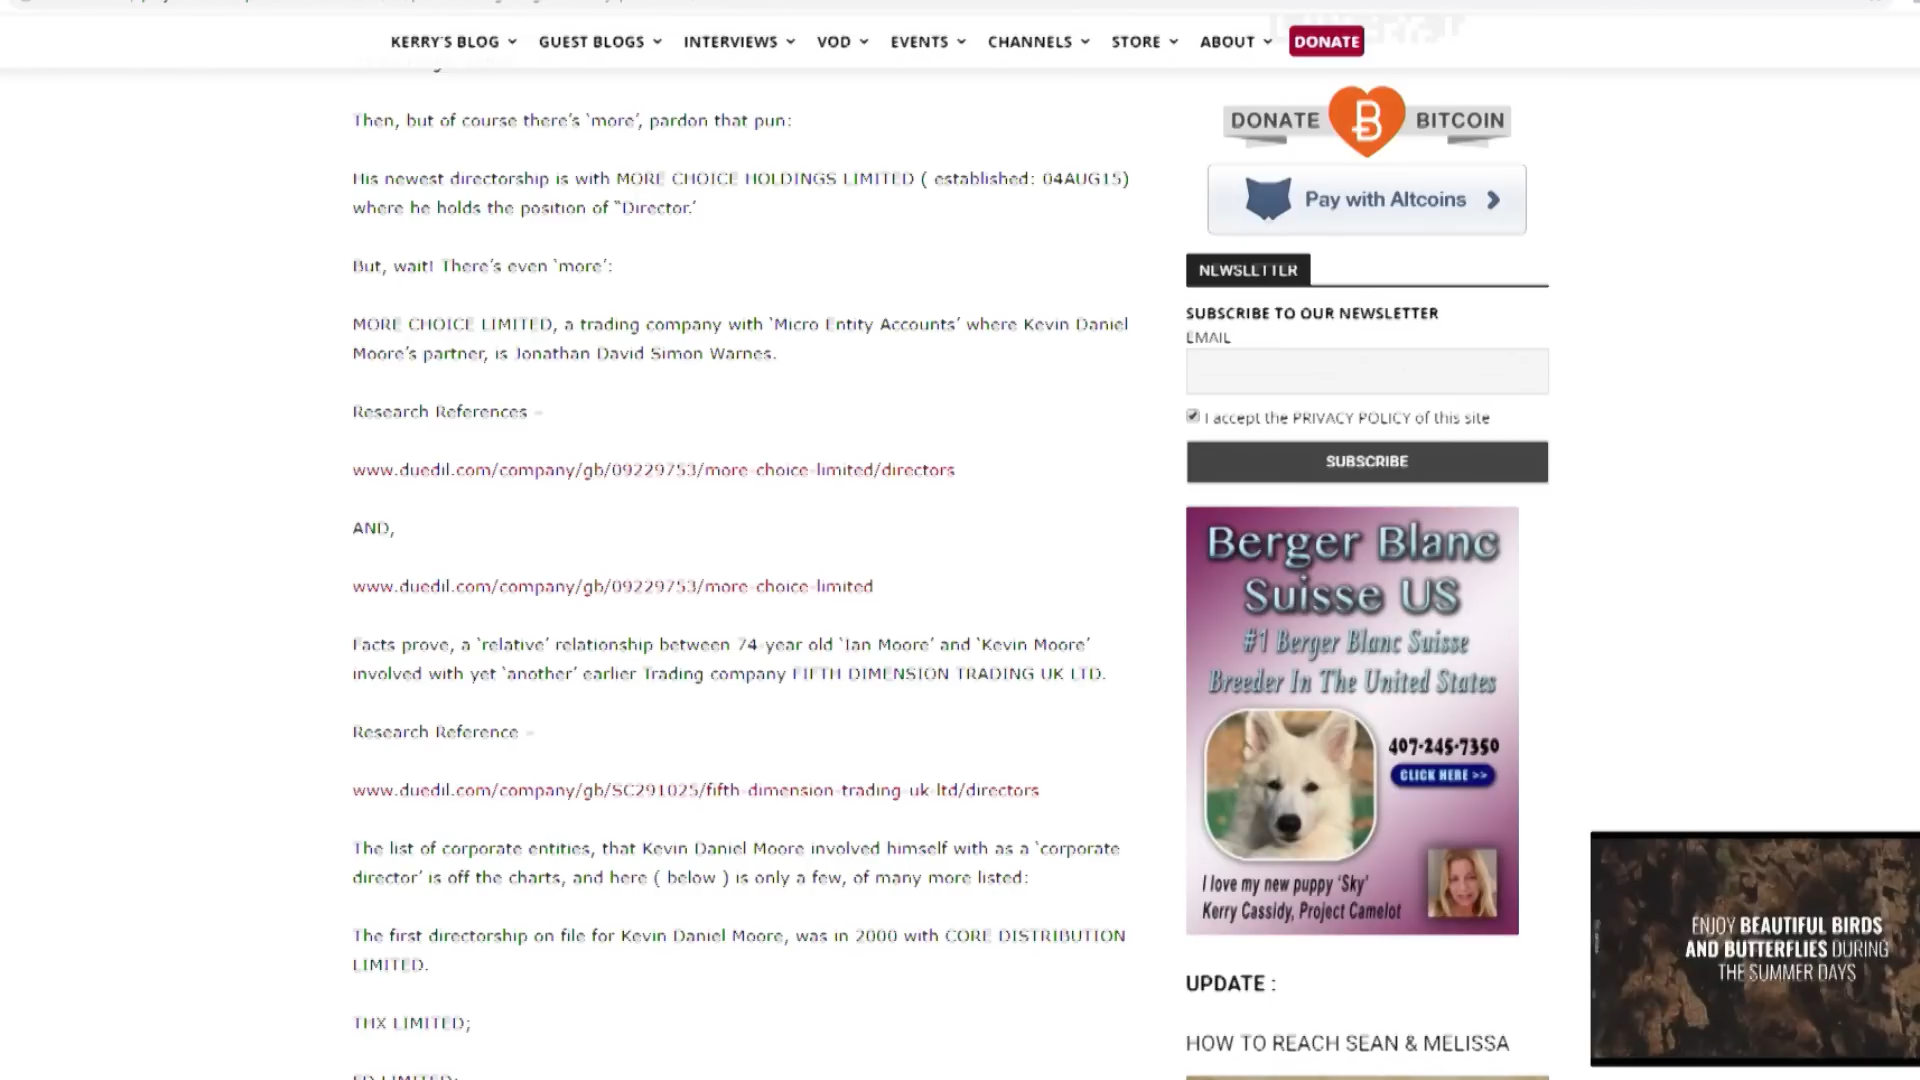 KERRY'S BLOG
GUEST BLOGS
INTERVIEWS
VOD
EVENTS
CHANNELS
STORE
ABOUT
DONATE
Then, but of course there's 'more', pardon that pun:
His newest directorship is with MORE CHOICE HOLDINGS LIMITED ( established: 04AUG15)
where he holds the position of "Director.'
But, wait! There's even 'more':
MORE CHOICE LIMITED, a trading company with 'Micro Entity Accounts' where Kevin Daniel
Moore's partner, is Jonathan David Simon Warnes.
Research References –
www.duedil.com/company/gb/09229753/more-choice-limited/directors
AND,
www.duedil.com/company/gb/09229753/more-choice-limited
Facts prove, a 'relative' relationship between 74-year old 'Ian Moore' and 'Kevin Moore'
involved with yet 'another' earlier Trading company FIFTH DIMENSION TRADING UK LTD.
Research Reference –
www.duedil.com/company/gb/SC291025/fifth-dimension-trading-uk-ltd/directors
The list of corporate entities, that Kevin Daniel Moore involved himself with as a 'corporate
director' is off the charts, and here ( below ) is only a few, of many more listed:
The first directorship on file for Kevin Daniel Moore, was in 2000 with CORE DISTRIBUTION
LIMITED.
THX LIMITED;
DONATE BITCOIN
Pay with Altcoins
NEWSLETTER
SUBSCRIBE TO OUR NEWSLETTER
EMAIL
I accept the PRIVACY POLICY of this site
SUBSCRIBE
Berger Blanc
Suisse US
#1 Berger Blanc Suisse
Breeder In The United States
407-245-7350
CLICK HERE >>
I love my new puppy 'Sky'
Kerry Cassidy, Project Camelot
UPDATE :
HOW TO REACH SEAN & MELISSA
ENJOY BEAUTIFUL BIRDS
AND BUTTERFLIES DURING
THE SUMMER DAYS